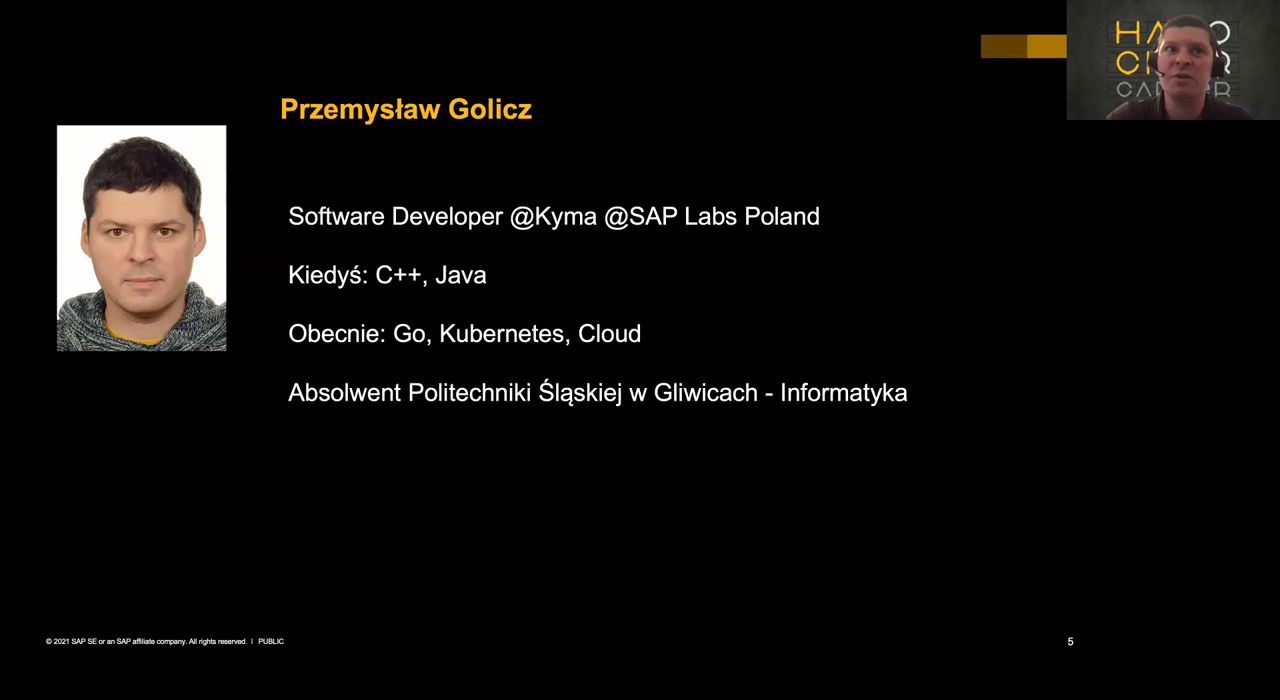 Przemysław Golicz
Software Developer @Kyma @SAP Labs Poland
Kiedyś: C++, Java
Obecnie: Go, Kubernetes, Cloud
Absolwent Politechniki Śląskiej w Gliwicach - Informatyka
© 2021 SAP SE or an SAP affiliate company. All rights reserved. I PUBLIC
5